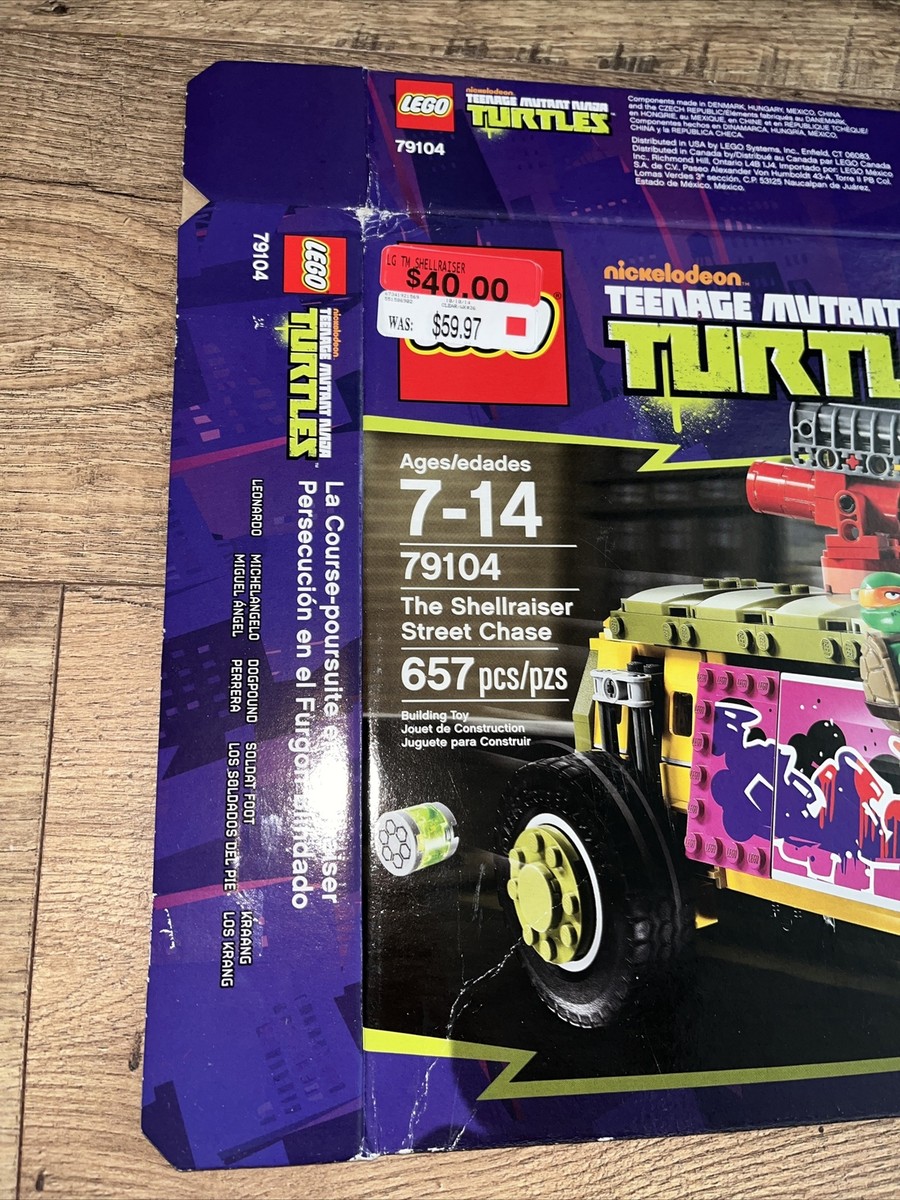 LEGO
nickelodeon
TEENAGE MUTANT NINJA
TURTLES
79104
Components made in DENMARK, HUNGARY, MEXICO, CHINA
and the CZECH REPUBLIC/Éléments fabriqués au DANEMARK,
en HONGRIE, au MEXIQUE, en CHINE et en RÉPUBLIQUE TCHÈQUE/
Componentes hechos en DINAMARCA, HUNGRÍA, MÉXICO,
CHINA y la REPÚBLICA CHECA.
Distributed in USA by LEGO Systems, Inc., Enfield, CT 06083.
Distributed in Canada by/Distribué au Canada par LEGO Canada
Inc., Richmond Hill, Ontario L4B 1J4. Importado por: LEGO México
S.A. de C.V., Paseo Alexander Von Humboldt 43-A, Torre II PB Col.
Lomas Verdes 3ª sección, C.P. 53125 Naucalpan de Juárez,
Estado de México, México.
79104
LEGO
nickelodeon
TEENAGE MUTANT NINJA
TURTLES™
La Course-poursuite iser
Persecución en el Furgón Blindado
LEONARDO MICHELANGELO DOGPOUND SOLDAT FOOT KRAANG
MIGUEL ÁNGEL PERRERA LOS SOLDADOS DEL PIE LOS KRANG
LG TM SHELLRAISER
$40.00
WAS: $59.97
®
nickelodeon™
TEENAGE MUTANT
TURTL
Ages/edades
7-14
79104
The Shellraiser
Street Chase
657 pcs/pzs
Building Toy
Jouet de Construction
Juguete para Construir